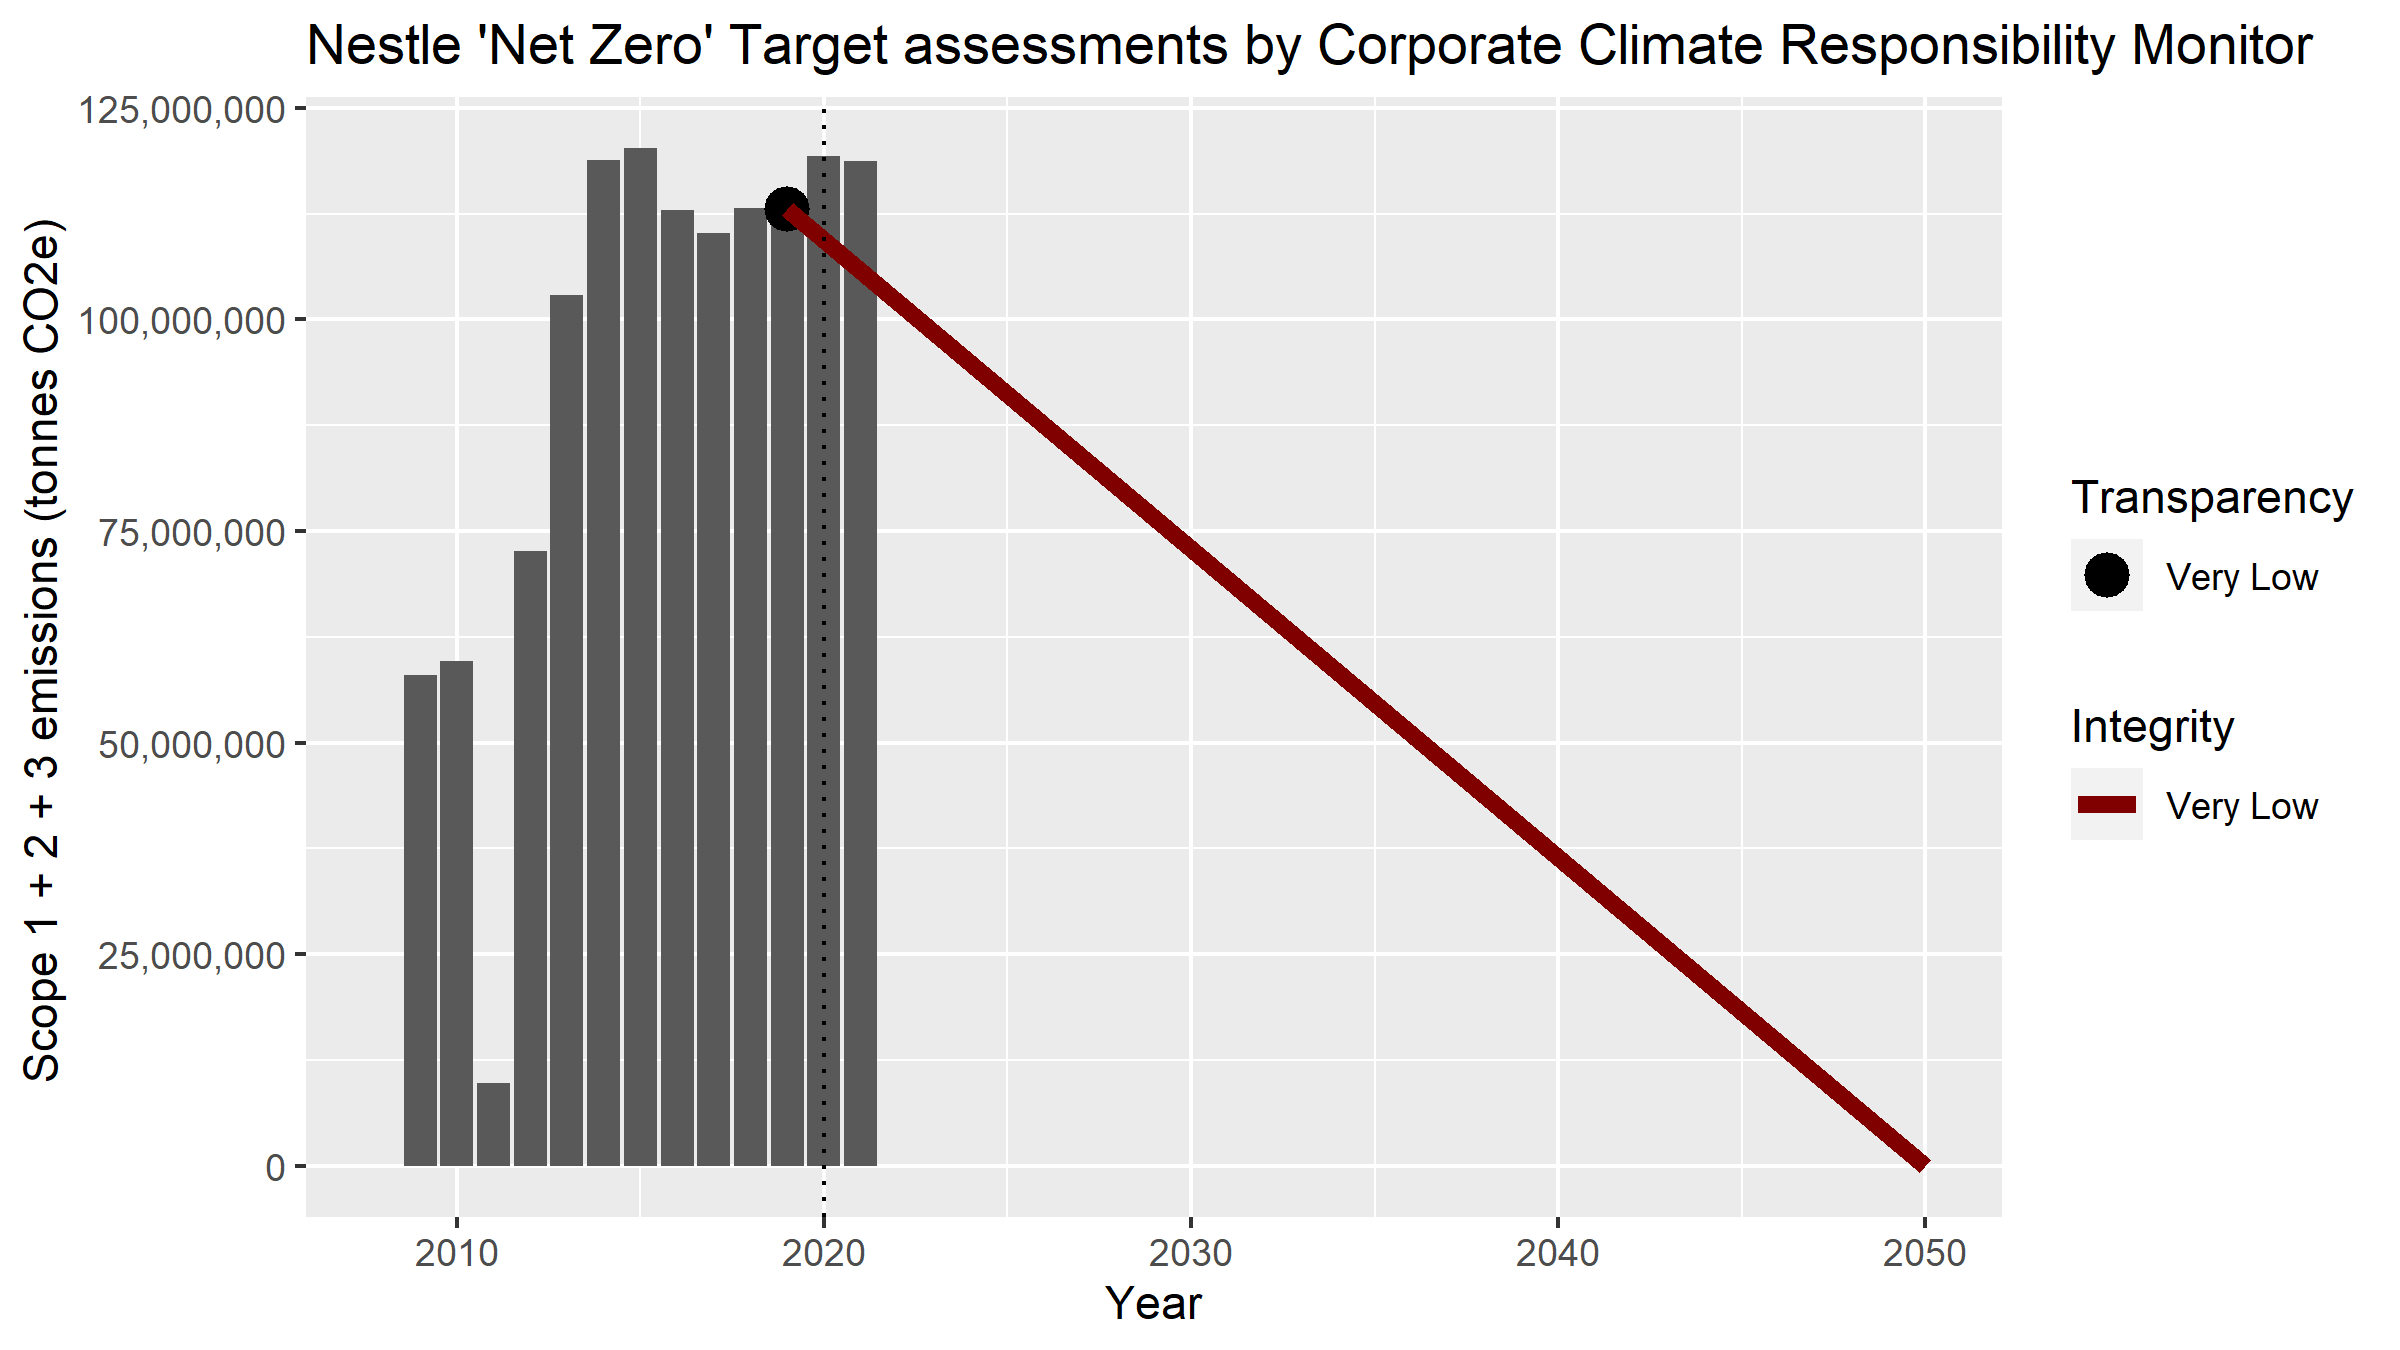 Nestle 'Net Zero' Target assessments by Corporate Climate Responsibility Monitor
Scope 1 + 2 + 3 emissions (tonnes CO2e)
125,000,000
100,000,000
75,000,000
50,000,000
25,000,000
0
2010
2020
2030
2040
2050
Year
Transparency
Very Low
Integrity
Very Low